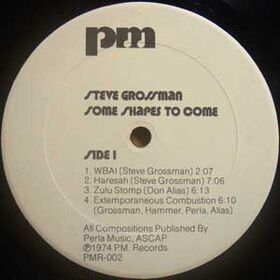 pm
STEVE GROSSMAN
SOME SHAPES TO COME
SIDE 1
1. WBAI (Steve Grossman) 2:07
2. Haresah (Steve Grossman) 7:06
3. Zulu Stomp (Don Alias) 6:13
4. Extemporaneous Combustion 6:10
(Grossman, Hammer, Perla, Alias)
All Compositions Published By
Perla Music, ASCAP
Ⓟ1974 P.M. Records
PMR-002